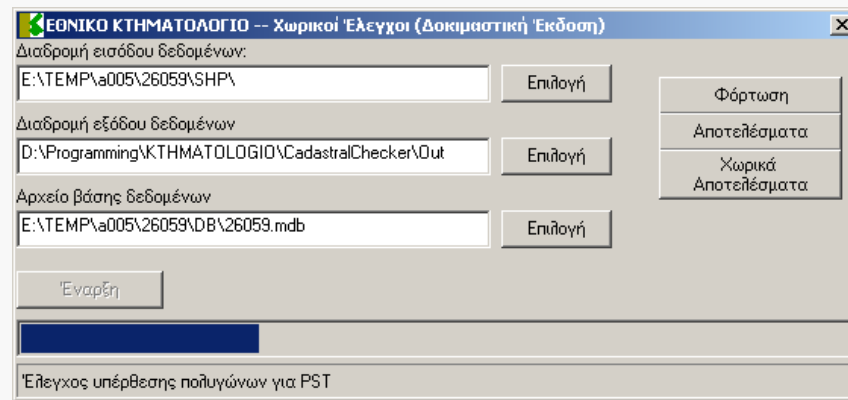 ΕΘΝΙΚΟ ΚΤΗΜΑΤΟΛΟΓΙΟ -- Χωρικοί Έλεγχοι (Δοκιμαστική Έκδοση)
Διαδρομή εισόδου δεδομένων:
E:\TEMP\a005\26059\SHP\
Επιλογή
Φόρτωση
Διαδρομή εξόδου δεδομένων
Αποτελέσματα
D:\Programming\KTHMATOLOGIO\CadastralChecker\Out
Επιλογή
Χωρικά
Αποτελέσματα
Αρχείο βάσης δεδομένων
E:\TEMP\a005\26059\DB\26059.mdb
Επιλογή
Έναρξη
Έλεγχος υπέρθεσης πολυγώνων για PST